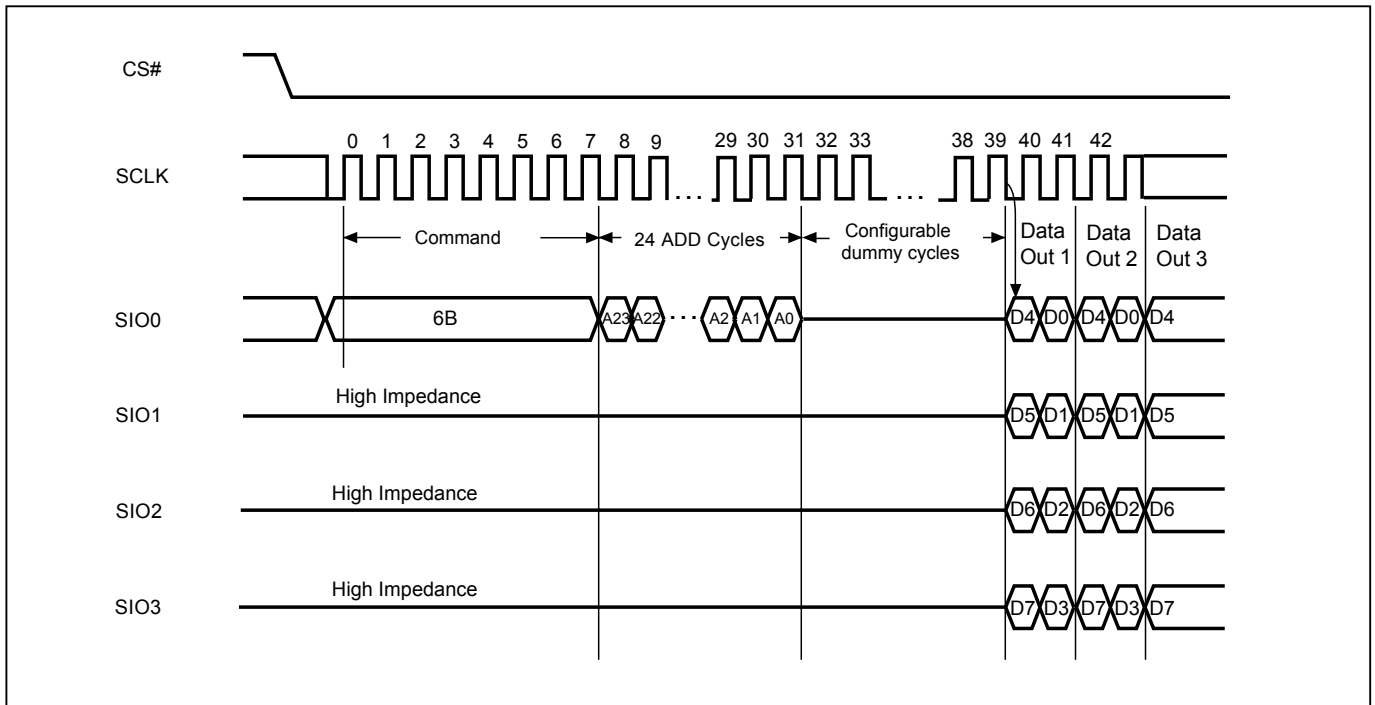 CS#
0 1 2 3 4 5 6 7 8 9 29 30 31 32 33 38 39 40 41 42
SCLK
. . . . . .
Command 24 ADD Cycles Configurable dummy cycles Data Out 1 Data Out 2 Data Out 3
SIO0 6B A23 A22 . . . A2 A1 A0 D4 D0 D4 D0 D4
High Impedance
SIO1 D5 D1 D5 D1 D5
High Impedance
SIO2 D6 D2 D6 D2 D6
High Impedance
SIO3 D7 D3 D7 D3 D7